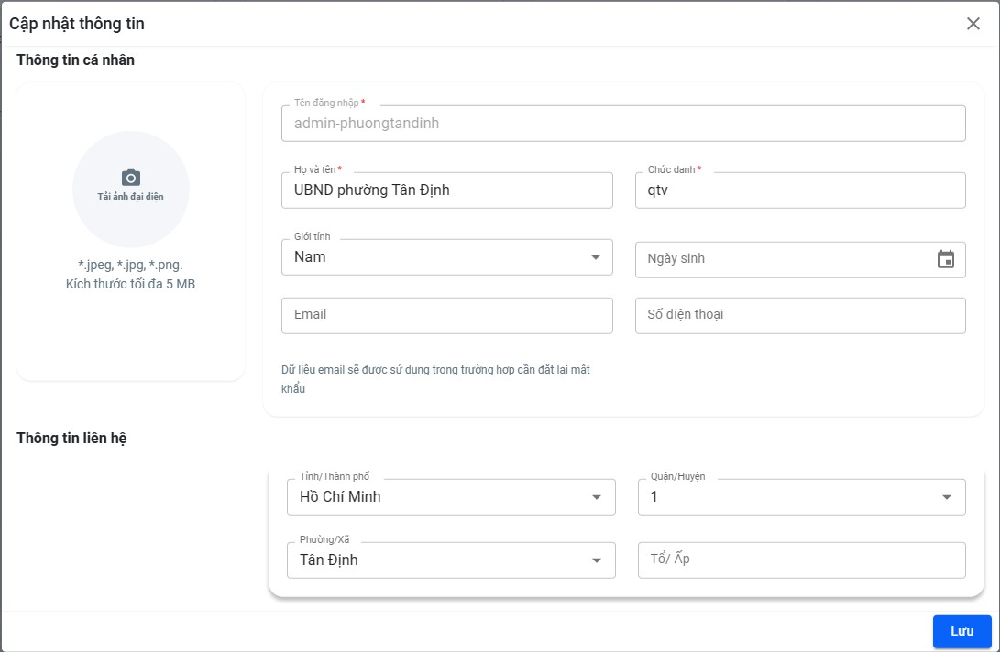 Cập nhật thông tin
Thông tin cá nhân
Tải ảnh đại diện
*.jpeg, *.jpg, *.png.
Kích thước tối đa 5 MB
Tên đăng nhập *
admin-phuongtandinh
Họ và tên *
UBND phường Tân Định
Chức danh *
qtv
Giới tính
Nam
Ngày sinh
Email
Số điện thoại
Dữ liệu email sẽ được sử dụng trong trường hợp cần đặt lại mật
khẩu
Thông tin liên hệ
Tỉnh/Thành phố
Hồ Chí Minh
Quận/Huyện
1
Phường/Xã
Tân Định
Tổ/ Ấp
Lưu